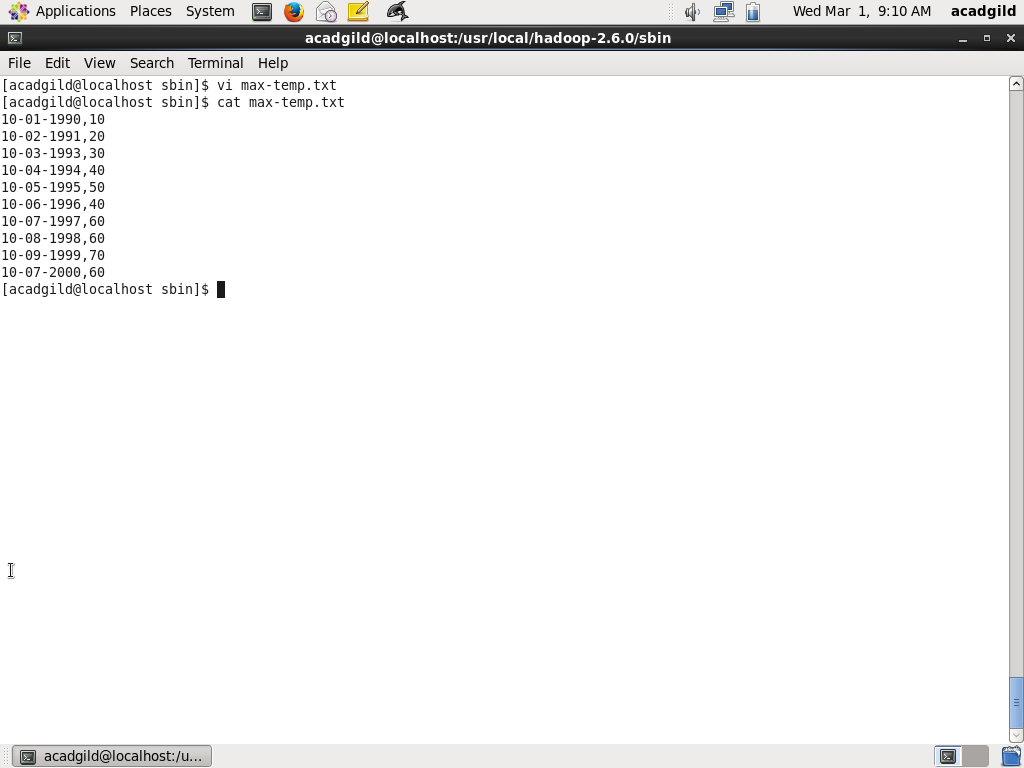 Applications Places System Wed Mar 1, 9:10 AM acadgild
acadgild@localhost:/usr/local/hadoop-2.6.0/sbin
File Edit View Search Terminal Help
[acadgild@localhost sbin]$ vi max-temp.txt
[acadgild@localhost sbin]$ cat max-temp.txt
10-01-1990,10
10-02-1991,20
10-03-1993,30
10-04-1994,40
10-05-1995,50
10-06-1996,40
10-07-1997,60
10-08-1998,60
10-09-1999,70
10-07-2000,60
[acadgild@localhost sbin]$
acadgild@localhost:/u...